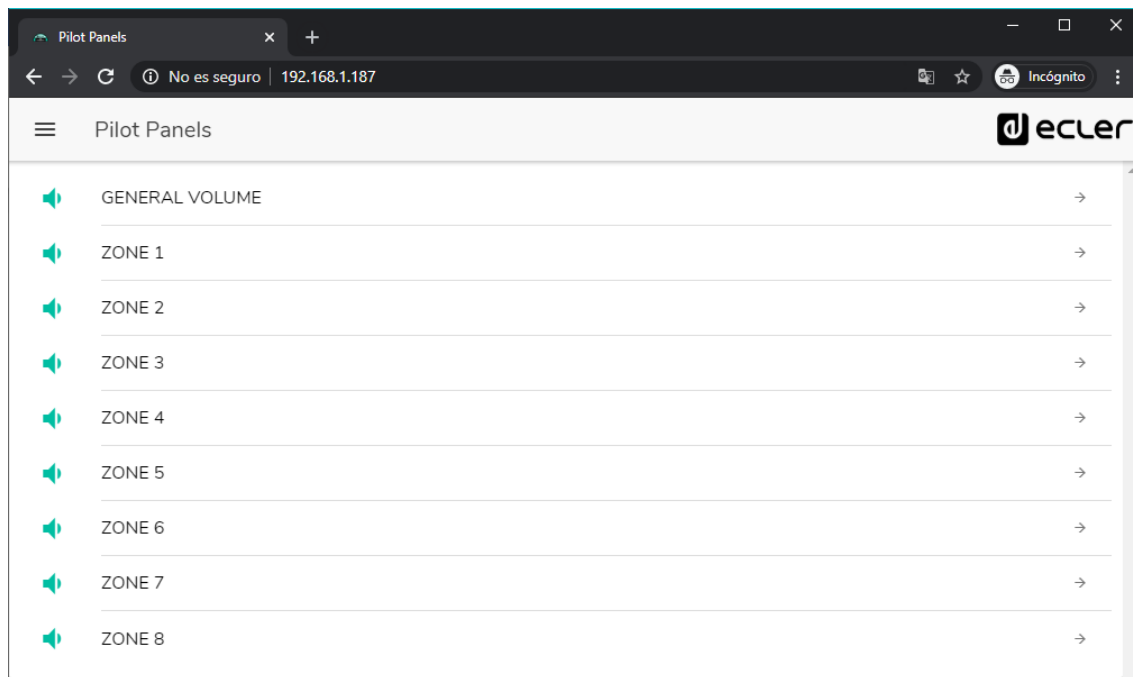 Pilot Panels
No es seguro | 192.168.1.187
Incógnito
Pilot Panels
ecler
GENERAL VOLUME
ZONE 1
ZONE 2
ZONE 3
ZONE 4
ZONE 5
ZONE 6
ZONE 7
ZONE 8